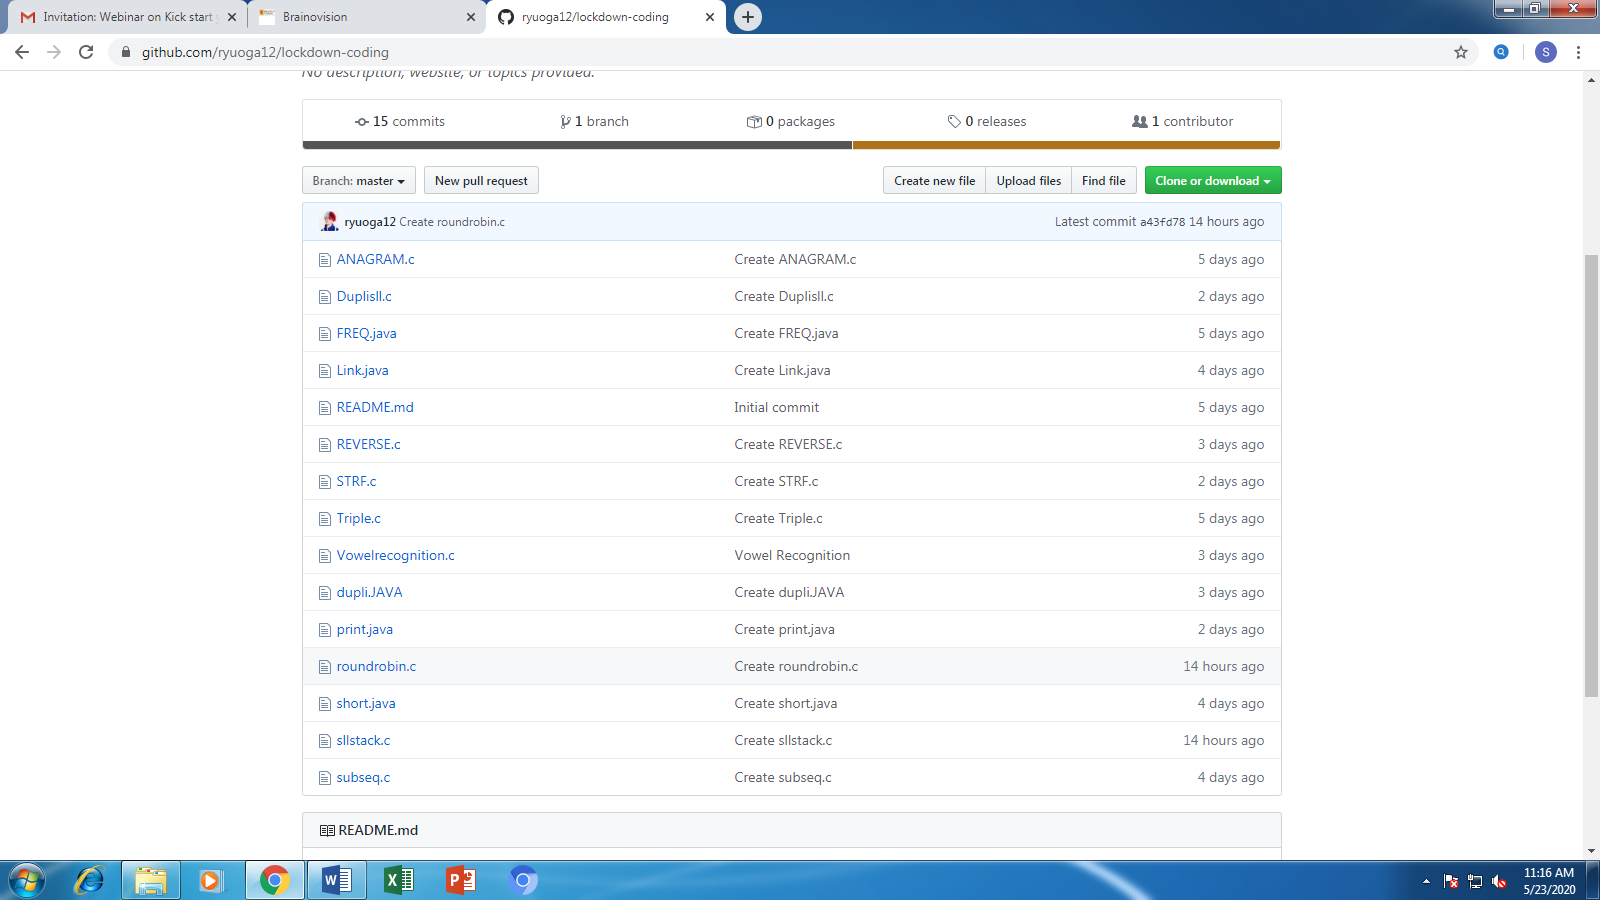 Invitation: Webinar on Kick start
Brainovision
ryuoga12/lockdown-coding
github.com/ryuoga12/lockdown-coding
S
No description, website, or topics provided.
15 commits
1 branch
0 packages
0 releases
1 contributor
Branch: master
New pull request
Create new file
Upload files
Find file
Clone or download
ryuoga12 Create roundrobin.c
Latest commit a43fd78 14 hours ago
ANAGRAM.c Create ANAGRAM.c 5 days ago
Duplisll.c Create Duplisll.c 2 days ago
FREQ.java Create FREQ.java 5 days ago
Link.java Create Link.java 4 days ago
README.md Initial commit 5 days ago
REVERSE.c Create REVERSE.c 3 days ago
STRF.c Create STRF.c 2 days ago
Triple.c Create Triple.c 5 days ago
Vowelrecognition.c Vowel Recognition 3 days ago
dupli.JAVA Create dupli.JAVA 3 days ago
print.java Create print.java 2 days ago
roundrobin.c Create roundrobin.c 14 hours ago
short.java Create short.java 4 days ago
sllstack.c Create sllstack.c 14 hours ago
subseq.c Create subseq.c 4 days ago
README.md
11:16 AM
5/23/2020